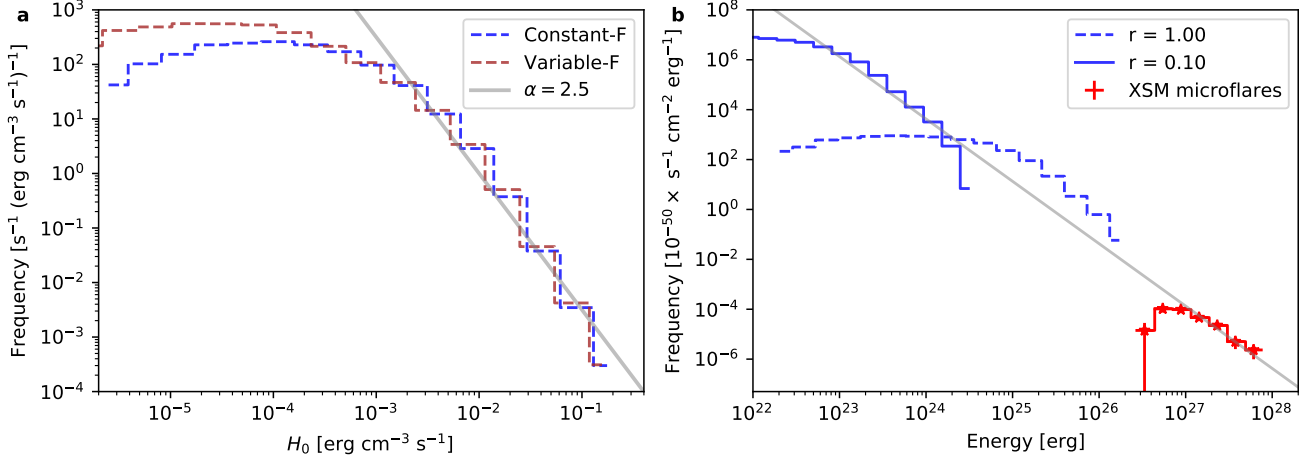 a
10³
10²
10¹
10⁰
10⁻¹
10⁻²
10⁻³
10⁻⁴
Frequency [s⁻¹ (erg cm⁻³ s⁻¹)⁻¹]
Constant-F
Variable-F
α = 2.5
10⁻⁵ 10⁻⁴ 10⁻³ 10⁻² 10⁻¹
H₀ [erg cm⁻³ s⁻¹]
b
10⁸
10⁶
10⁴
10²
10⁰
10⁻²
10⁻⁴
10⁻⁶
Frequency [10⁻⁵⁰ × s⁻¹ cm⁻² erg⁻¹]
r = 1.00
r = 0.10
XSM microflares
10²² 10²³ 10²⁴ 10²⁵ 10²⁶ 10²⁷ 10²⁸
Energy [erg]